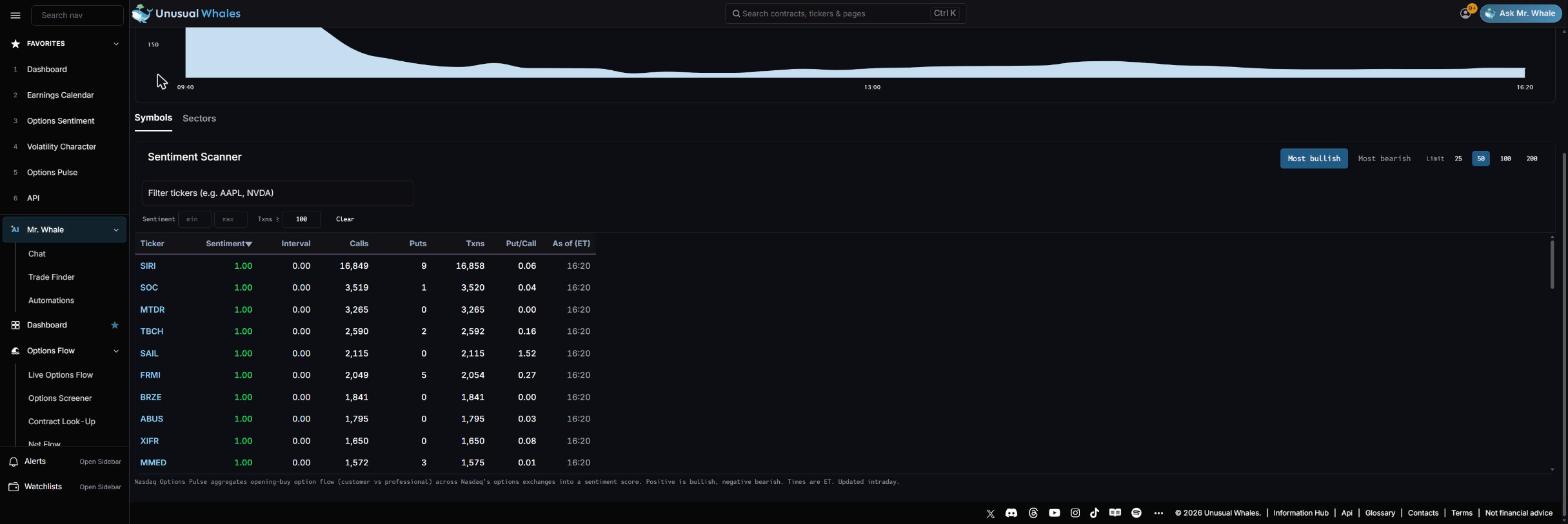 Search nav
Unusual Whales
Search contracts, tickers & pages
Ctrl K
9+
Ask Mr. Whale
FAVORITES
1 Dashboard
2 Earnings Calendar
3 Options Sentiment
4 Volatility Character
5 Options Pulse
6 API
AI Mr. Whale
Chat
Trade Finder
Automations
Dashboard
Options Flow
Live Options Flow
Options Screener
Contract Look-Up
Net Flow
Alerts Open Sidebar
Watchlists Open Sidebar
150
09:40 13:00 16:20
Symbols Sectors
Sentiment Scanner
Most bullish Most bearish Limit 25 50 100 200
Filter tickers (e.g. AAPL, NVDA)
Sentiment min max Txns ≥ 100 Clear
Ticker Sentiment▼ Interval Calls Puts Txns Put/Call As of (ET)
SIRI 1.00 0.00 16,849 9 16,858 0.06 16:20
SOC 1.00 0.00 3,519 1 3,520 0.04 16:20
MTDR 1.00 0.00 3,265 0 3,265 0.00 16:20
TBCH 1.00 0.00 2,590 2 2,592 0.16 16:20
SAIL 1.00 0.00 2,115 0 2,115 1.52 16:20
FRMI 1.00 0.00 2,049 5 2,054 0.27 16:20
BRZE 1.00 0.00 1,841 0 1,841 0.00 16:20
ABUS 1.00 0.00 1,795 0 1,795 0.03 16:20
XIFR 1.00 0.00 1,650 0 1,650 0.08 16:20
MMED 1.00 0.00 1,572 3 1,575 0.01 16:20
Nasdaq Options Pulse aggregates opening-buy option flow (customer vs professional) across Nasdaq's options exchanges into a sentiment score. Positive is bullish, negative bearish. Times are ET. Updated intraday.
© 2026 Unusual Whales. | Information Hub | Api | Glossary | Contacts | Terms | Not financial advice